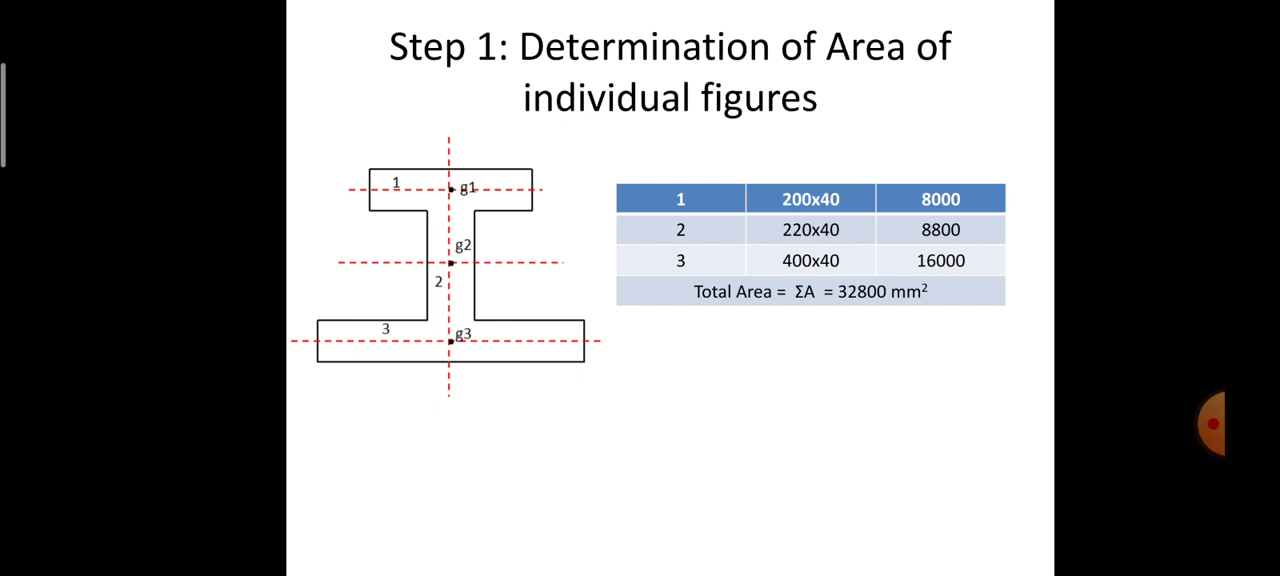 Step 1: Determination of Area of
individual figures
1
g1
g2
2
3
g3
1 200x40 8000
2 220x40 8800
3 400x40 16000
Total Area = ΣA = 32800 mm²